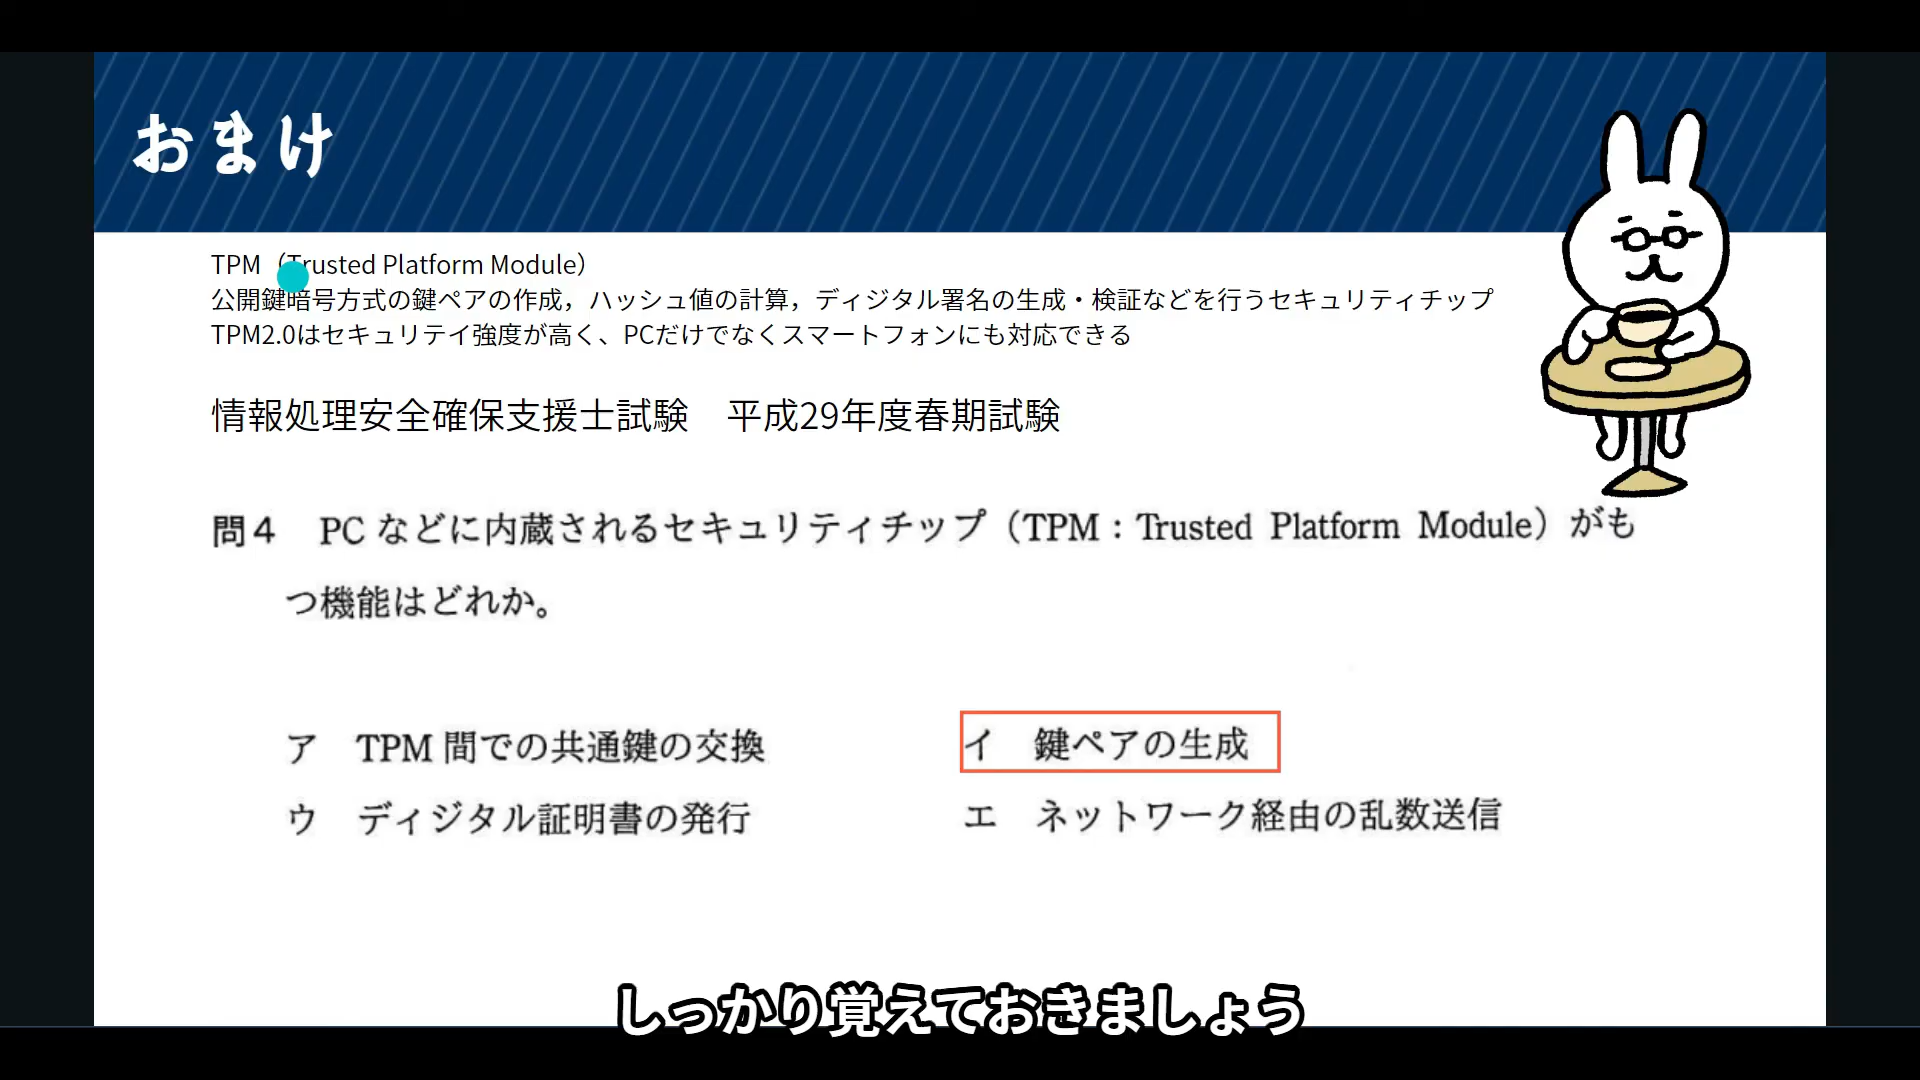 おまけ
TPM（Trusted Platform Module）
公開鍵暗号方式の鍵ペアの作成，ハッシュ値の計算，ディジタル署名の生成・検証などを行うセキュリティチップ
TPM2.0はセキュリテイ強度が高く、PCだけでなくスマートフォンにも対応できる
情報処理安全確保支援士試験　平成29年度春期試験
問４　PC などに内蔵されるセキュリティチップ（TPM：Trusted Platform Module）がも
つ機能はどれか。
ア　TPM 間での共通鍵の交換　イ　鍵ペアの生成
ウ　ディジタル証明書の発行　エ　ネットワーク経由の乱数送信
しっかり覚えておきましょう